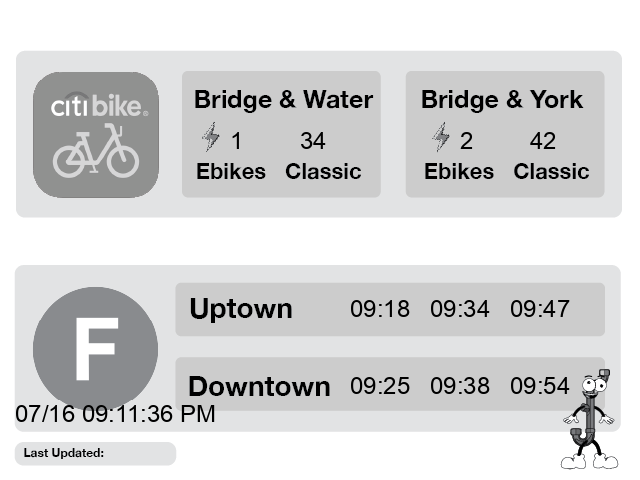 citi bike®
Bridge & Water
1 34
Ebikes Classic
Bridge & York
2 42
Ebikes Classic
F
Uptown 09:18 09:34 09:47
Downtown 09:25 09:38 09:54
07/16 09:11:36 PM
Last Updated: